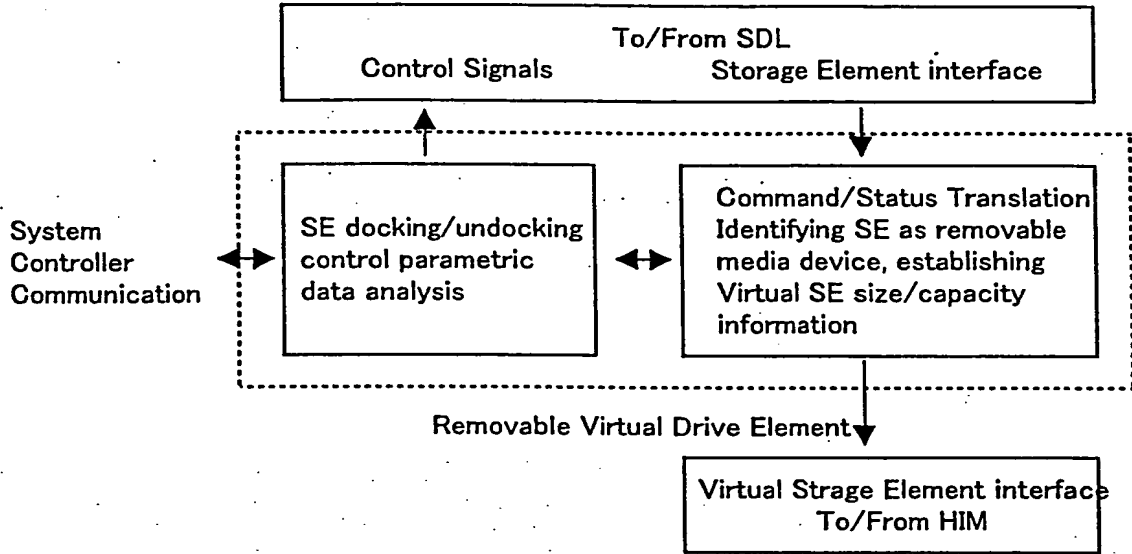 To/From SDL
Control Signals
Storage Element interface
System
Controller
Communication
SE docking/undocking
control parametric
data analysis
Command/Status Translation
Identifying SE as removable
media device, establishing
Virtual SE size/capacity
information
Removable Virtual Drive Element
Virtual Strage Element interface
To/From HIM